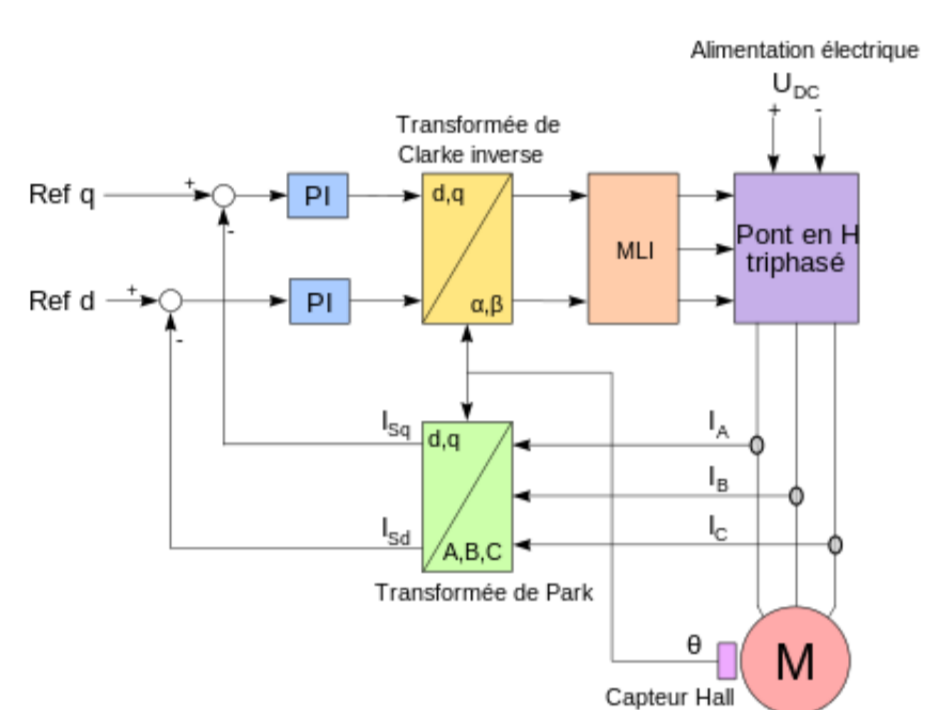 Alimentation électrique
U_DC
+ -
Transformée de
Clarke inverse
Ref q
+
-
PI
d,q
α,β
MLI
Pont en H
triphasé
Ref d
+
-
PI
I_Sq
d,q
I_A
I_B
I_Sd
A,B,C
I_C
Transformée de Park
θ
M
Capteur Hall